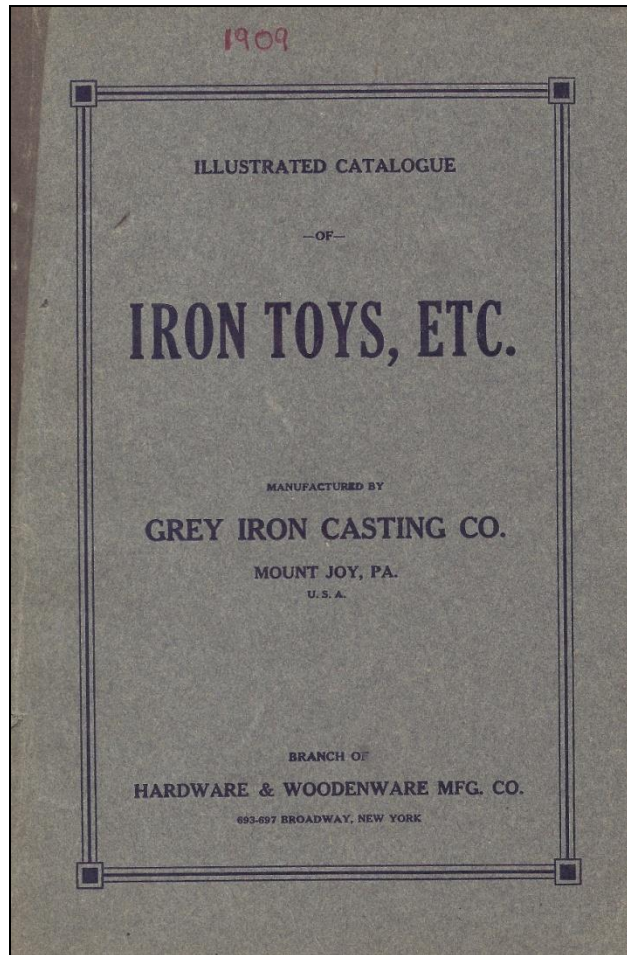 1909
ILLUSTRATED CATALOGUE
—OF—
IRON TOYS, ETC.
MANUFACTURED BY
GREY IRON CASTING CO.
MOUNT JOY, PA.
U. S. A.
BRANCH OF
HARDWARE & WOODENWARE MFG. CO.
693-697 BROADWAY, NEW YORK